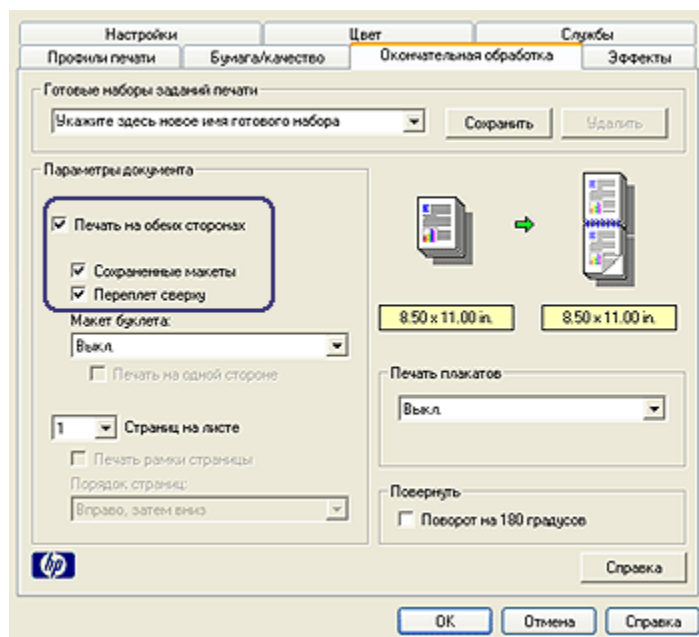 Настройки
Цвет
Службы
Профили печати
Бумага/качество
Окончательная обработка
Эффекты
Готовые наборы заданий печати
Укажите здесь новое имя готового набора
Сохранить
Удалить
Параметры документа
Печать на обеих сторонах
Сохраненные макеты
Переплет сверху
Макет буклета:
Выкл.
Печать на одной стороне
1
Страниц на листе
Печать рамки страницы
Порядок страниц:
Вправо, затем вниз
8.50 x 11.00 in.
8.50 x 11.00 in.
Печать плакатов
Выкл.
Повернуть
Поворот на 180 градусов
hp
Справка
OK
Отмена
Справка